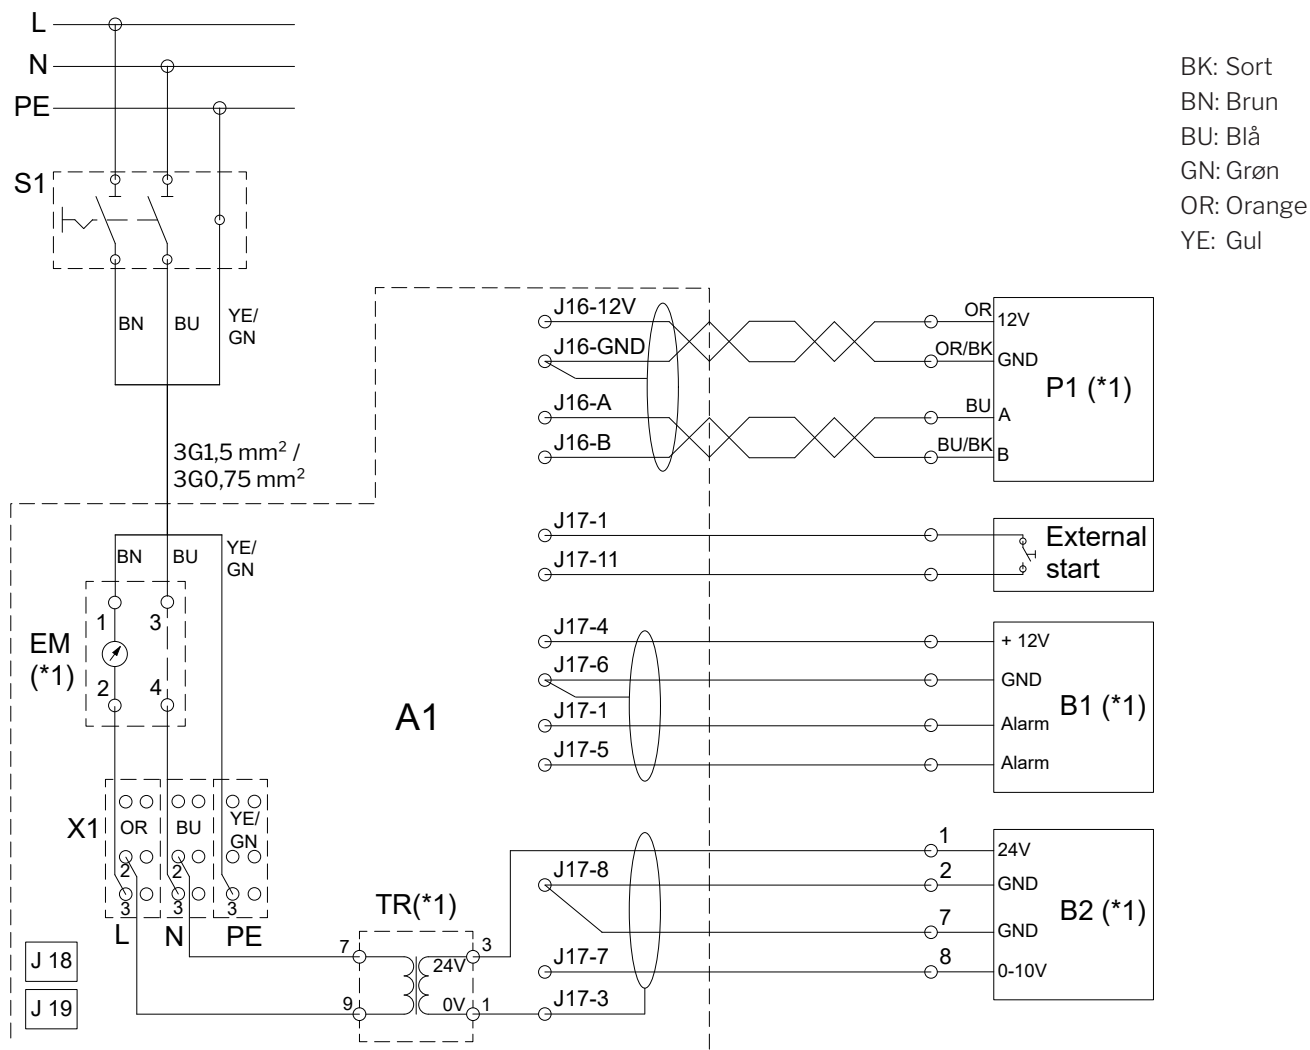 L
N
PE
BK: Sort
BN: Brun
BU: Blå
GN: Grøn
OR: Orange
YE: Gul
S1
BN
BU
YE/
GN
3G1,5 mm² /
3G0,75 mm²
J16-12V
J16-GND
J16-A
J16-B
OR
OR/BK
BU
BU/BK
12V
GND
A
B
P1 (*1)
J17-1
J17-11
External
start
BN
BU
YE/
GN
EM
(*1)
1
3
2
4
A1
J17-4
J17-6
J17-1
J17-5
+ 12V
GND
Alarm
Alarm
B1 (*1)
X1
OR
BU
YE/
GN
2
2
3
3
3
L
N
PE
J 18
J 19
TR(*1)
7
9
24V
0V
3
1
J17-8
J17-7
J17-3
1
2
7
8
24V
GND
GND
0-10V
B2 (*1)